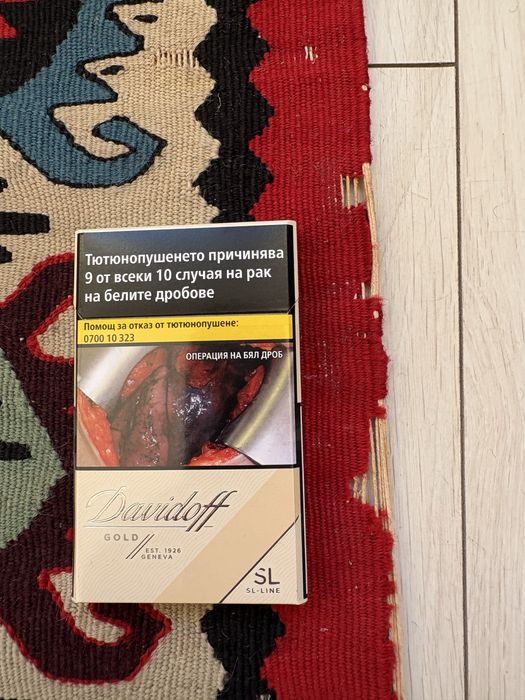 Тютюнопушенето причинява
9 от всеки 10 случая на рак
на белите дробове
Помощ за отказ от тютюнопушене:
0700 10 323
ОПЕРАЦИЯ НА БЯЛ ДРОБ
Davidoff
GOLD
EST. 1926
GENEVA
SL
SL-LINE